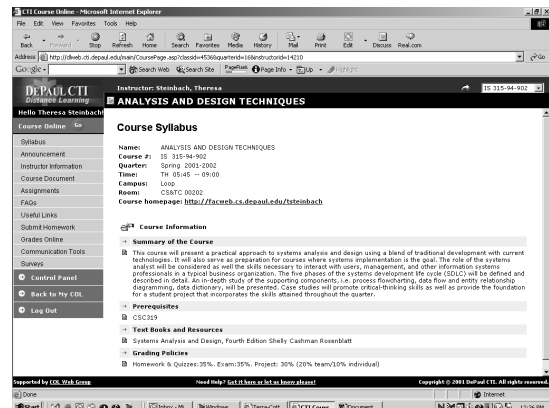 CTI Course Online - Microsoft Internet Explorer
File Edit View Favorites Tools Help
Back Forward Stop Refresh Home Search Favorites Media History Mail Print Edit Discuss Real.com
Address http://dlweb.cti.depaul.edu/main/CoursePage.asp?classid=4536&quarterid=16&instructorid=14210 Go
Google Search Web Search Site PageRank Page Info Up Highlight
DEPAUL CTI
Distance Learning
Instructor: Steinbach, Theresa
IS 315-94-902
ANALYSIS AND DESIGN TECHNIQUES
Hello Theresa Steinbach!
Course Online Go
Syllabus
Announcement
Instructor Information
Course Document
Assignments
FAQs
Useful Links
Submit Homework
Grades Online
Communication Tools
Surveys
Control Panel
Back to My COL
Log Out
Course Syllabus
Name: ANALYSIS AND DESIGN TECHNIQUES
Course #: IS 315-94-902
Quarter: Spring 2001-2002
Time: TH 05:45 -- 09:00
Campus: Loop
Room: CS&TC 00202
Course homepage: http://facweb.cs.depaul.edu/tsteinbach
Course Information
Summary of the Course
This course will present a practical approach to systems analysis and design using a blend of traditional development with current
technologies. It will also serve as preparation for courses where systems implementation is the goal. The role of the systems
analyst will be considered as well the skills necessary to interact with users, management, and other information systems
professionals in a typical business organization. The five phases of the systems development life cycle (SDLC) will be defined and
described in detail. An in-depth study of the supporting components, i.e. process flowcharting, data flow and entity relationship
diagramming, data dictionary, will be presented. Case studies will promote critical-thinking skills as well as provide the foundation
for a student project that incorporates the skills attained throughout the quarter.
Prerequisites
CSC319
Text Books and Resources
Systems Analysis and Design, Fourth Edition Shelly Cashman Rosenblatt
Grading Policies
Homework & Quizzes:35%. Exam:35%. Project: 30% (20% team/10% individual)
Supported by COL Web Group Need Help? Get it here or let us know please! Copyright © 2001 DePaul CTI. All rights reserved.
Done Internet
Start Inbox - Mi... Windows Terra-Cott... CTI Cours... Document... 12:36 PM